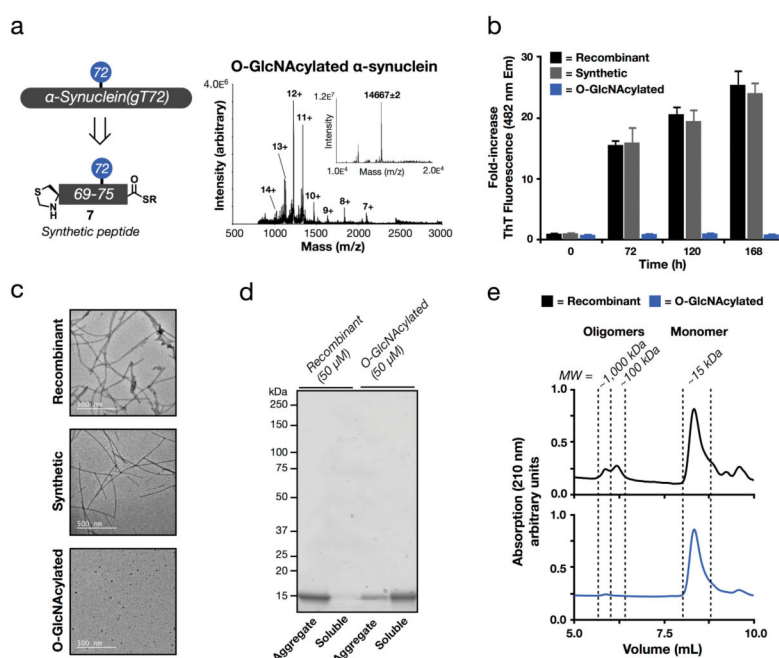 a
72
α-Synuclein(gT72)
72
S
N
H
69-75
O
SR
7
Synthetic peptide
O-GlcNAcylated α-synuclein
4.0E⁶
Intensity (arbitrary)
14+
13+
12+
11+
10+
9+
8+
7+
1.2E⁷
Intensity
14667±2
1.0E⁴ 2.0E⁴
Mass (m/z)
0
500 1000 1500 2000 2500 3000
Mass (m/z)
b
= Recombinant
= Synthetic
= O-GlcNAcylated
Fold-increase
ThT Fluorescence (482 nm Em)
30
20
10
0
0 72 120 168
Time (h)
c
Recombinant
500 nm
Synthetic
500 nm
O-GlcNAcylated
500 nm
d
Recombinant
(50 µM)
O-GlcNAcylated
(50 µM)
kDa
250
150
100
75
50
37
25
20
15
Aggregate
Soluble
Aggregate
Soluble
e
= Recombinant = O-GlcNAcylated
Oligomers Monomer
MW = ~1,000 kDa ~100 kDa ~15 kDa
Absorption (210 nm)
arbitrary units
1.0
0.5
0.0
1.0
0.5
0.0
5.0 7.5 10.0
Volume (mL)